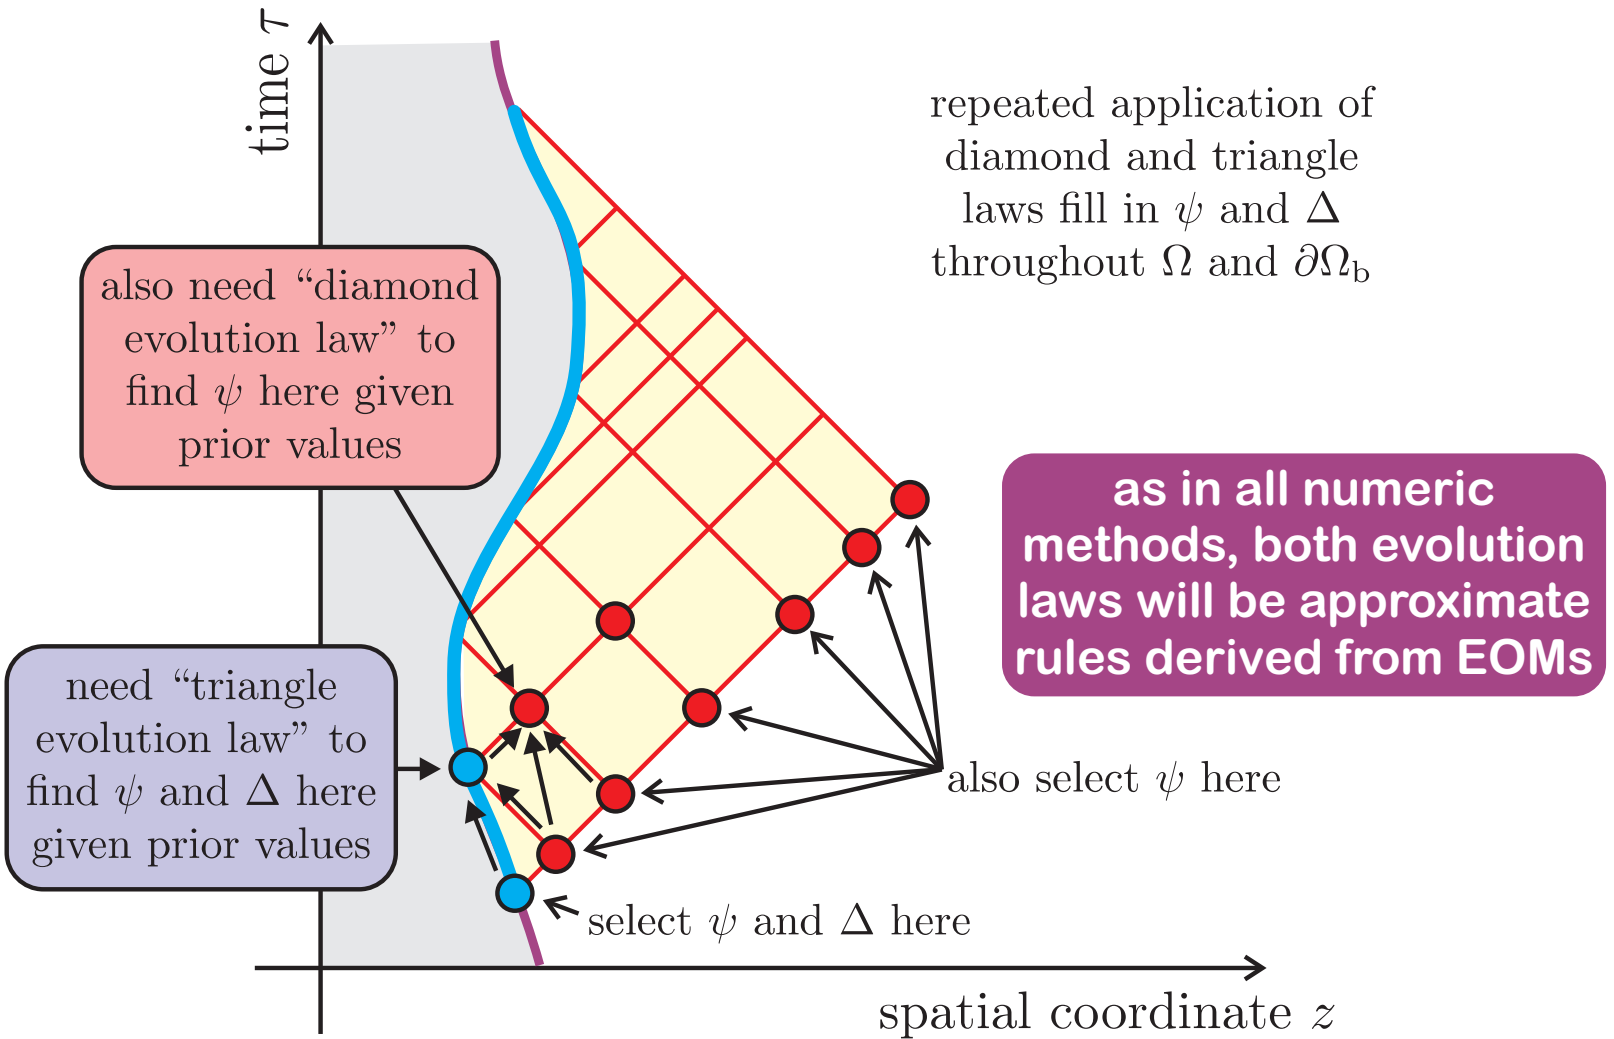 time τ
repeated application of
diamond and triangle
laws fill in ψ and Δ
throughout Ω and ∂Ω_b
also need “diamond
evolution law” to
find ψ here given
prior values
as in all numeric
methods, both evolution
laws will be approximate
rules derived from EOMs
need “triangle
evolution law” to
find ψ and Δ here
given prior values
also select ψ here
select ψ and Δ here
spatial coordinate z